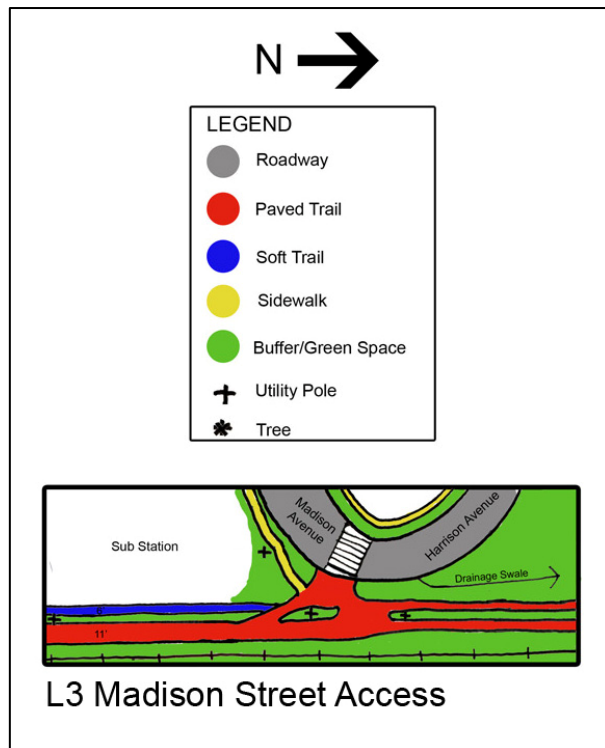 N
LEGEND
Roadway
Paved Trail
Soft Trail
Sidewalk
Buffer/Green Space
Utility Pole
Tree
Sub Station
Madison
Avenue
Harrison Avenue
Drainage Swale
11'
L3 Madison Street Access